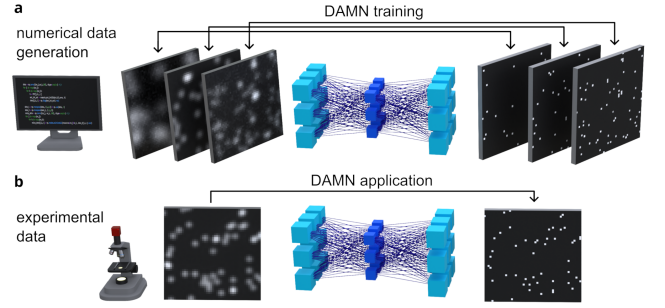 a
DAMN training
numerical data
generation
b
DAMN application
experimental
data